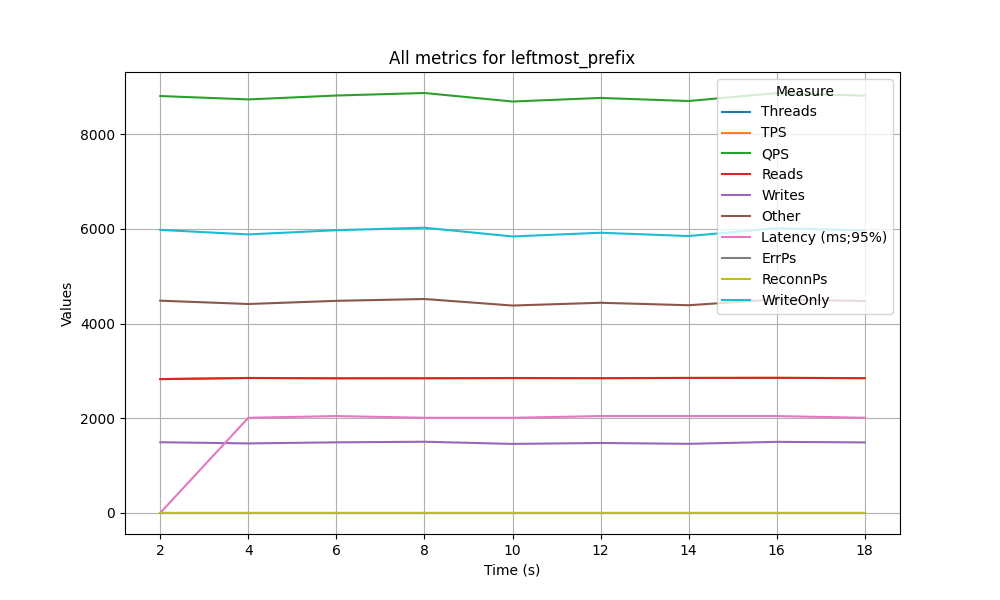 All metrics for leftmost_prefix
Measure
Threads
TPS
QPS
Reads
Writes
Other
Latency (ms;95%)
ErrPs
ReconnPs
WriteOnly
Values
8000
6000
4000
2000
0
2 4 6 8 10 12 14 16 18
Time (s)